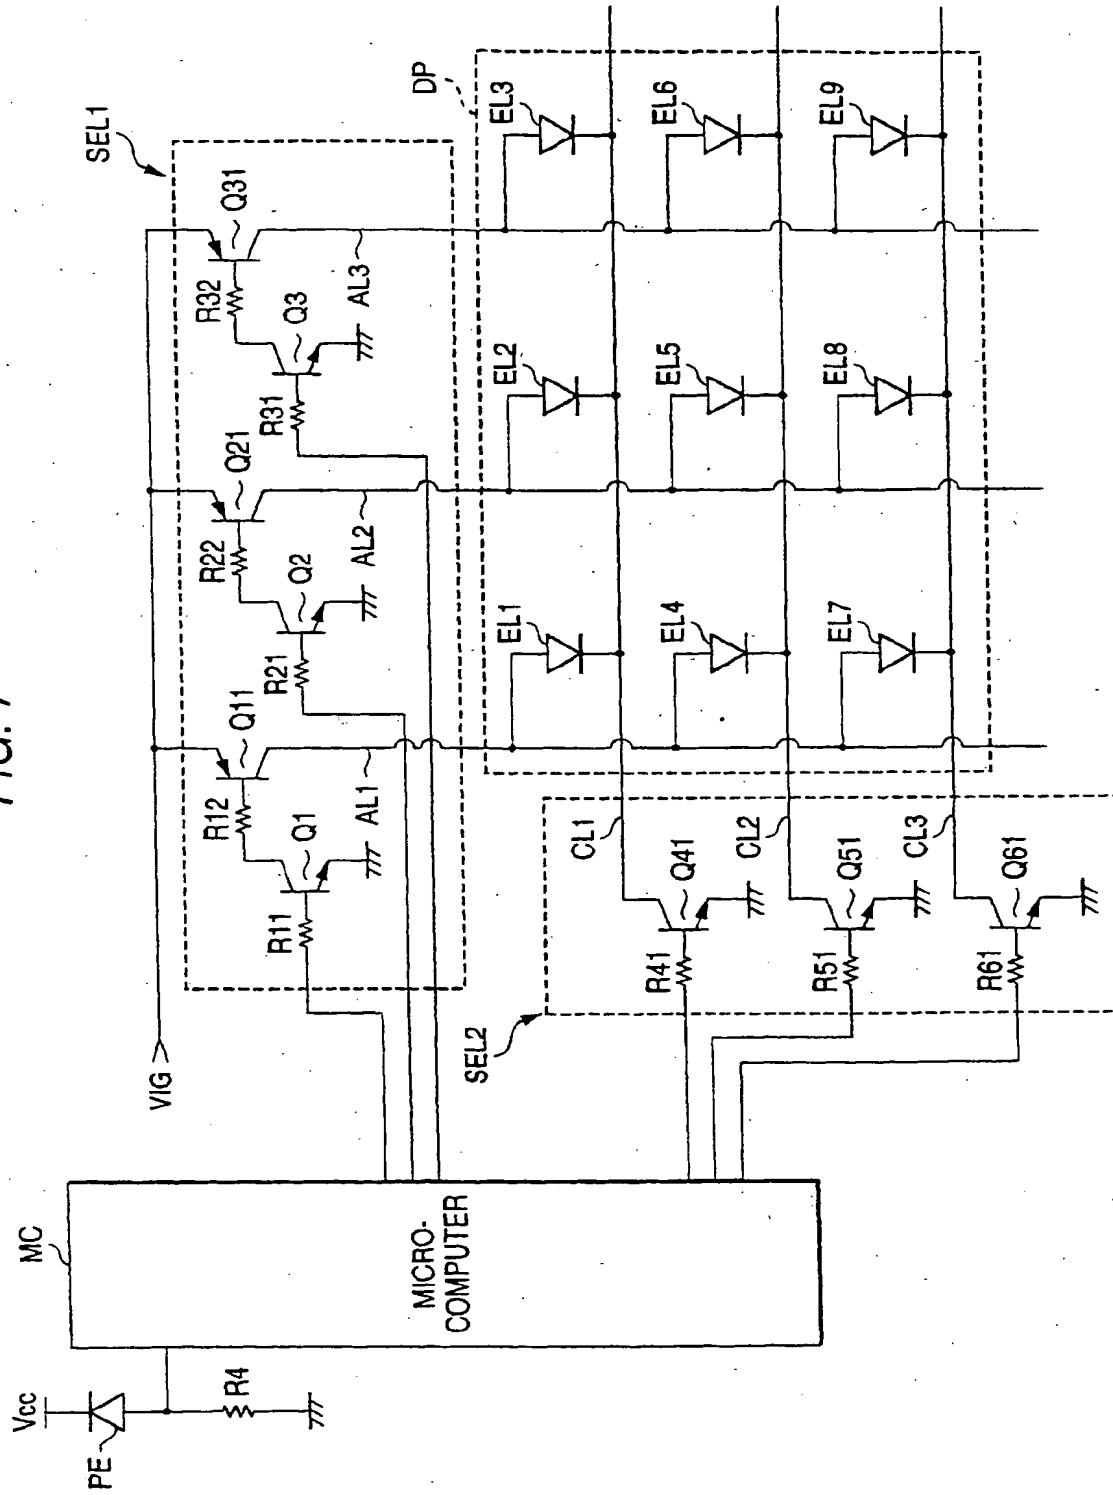 FIG.
Vcc
PE
R4
MC
MICRO-
COMPUTER
VIG
SEL1
R11
Q1
R12
Q11
AL1
R21
Q2
R22
Q21
AL2
R31
Q3
R32
Q31
AL3
DP
EL1
EL2
EL3
EL4
EL5
EL6
EL7
EL8
EL9
SEL2
CL1
R41
Q41
CL2
R51
Q51
CL3
R61
Q61